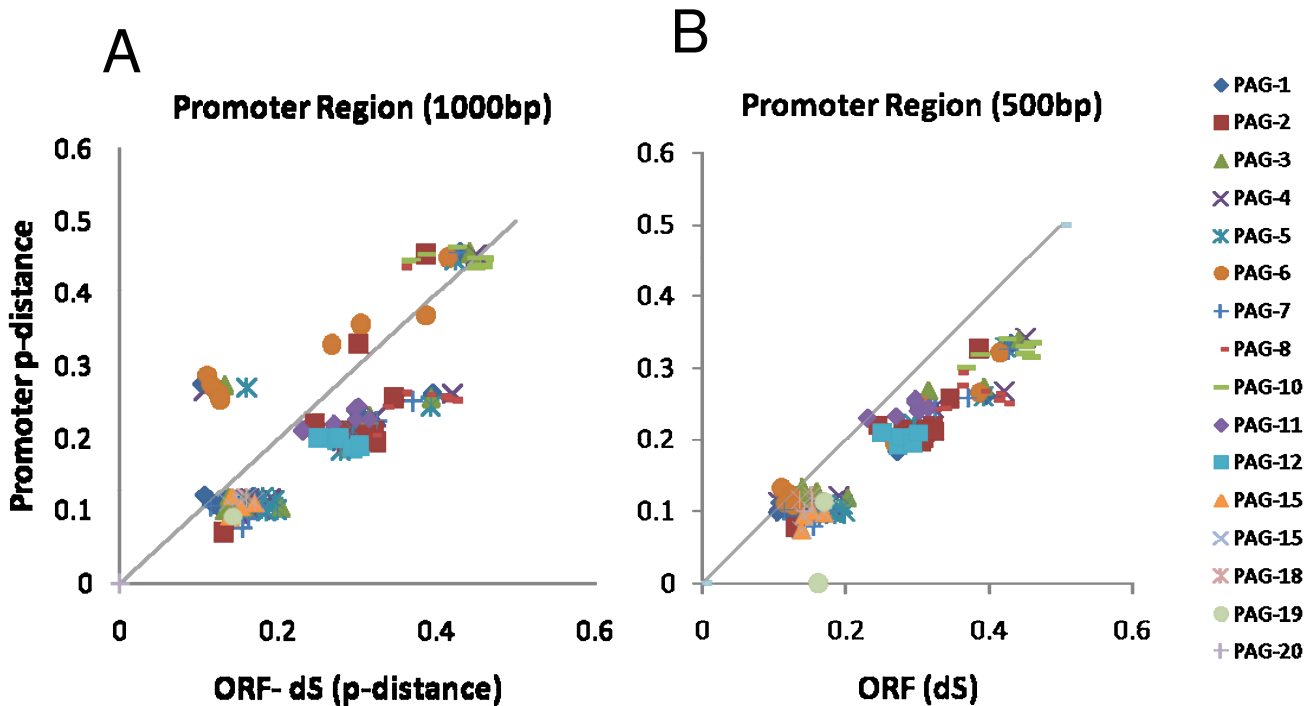 A
B
Promoter Region (1000bp)
Promoter Region (500bp)
Promoter p-distance
0.6
0.5
0.4
0.3
0.2
0.1
0
0
0.2
0.4
0.6
ORF- dS (p-distance)
0.6
0.5
0.4
0.3
0.2
0.1
0
0
0.2
0.4
0.6
ORF (dS)
PAG-1
PAG-2
PAG-3
PAG-4
PAG-5
PAG-6
PAG-7
PAG-8
PAG-10
PAG-11
PAG-12
PAG-15
PAG-15
PAG-18
PAG-19
PAG-20